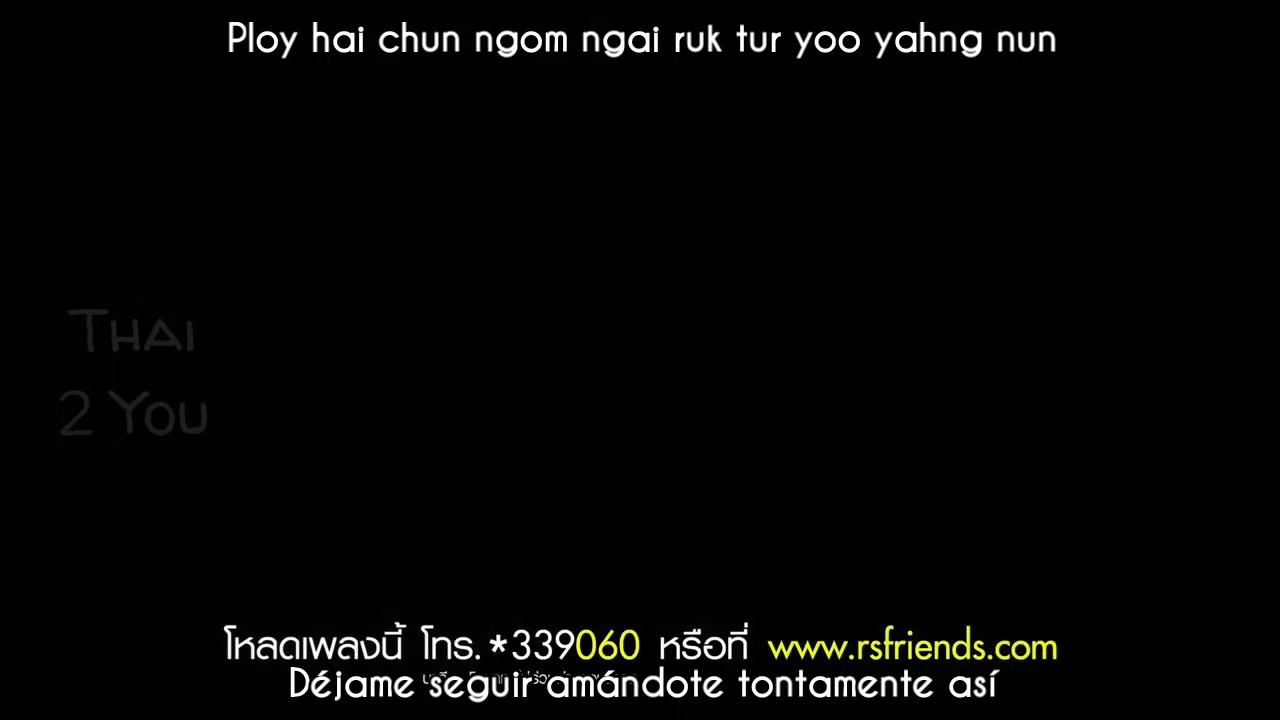 Ploy hai chun ngom ngai ruk tur yoo yahng nun
THAI
2 YOU
โหลดเพลงนี้ โทร.*339060 หรือที่ www.rsfriends.com
Déjame seguir amándote tontamente así